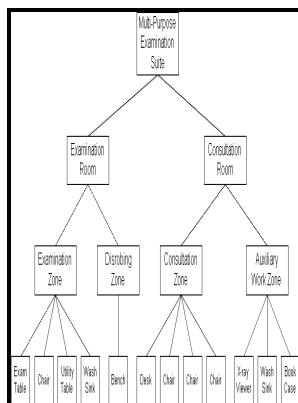 Multi-Purpose
Examination
Suite
Examination
Room
Consultation
Room
Examination
Zone
Disrobing
Zone
Consultation
Zone
Auxiliary
Work Zone
Exam
Table
Chair
Utility
Table
Wash
Sink
Bench
Desk
Chair
Chair
Chair
X-ray
Viewer
Wash
Sink
Book
Case